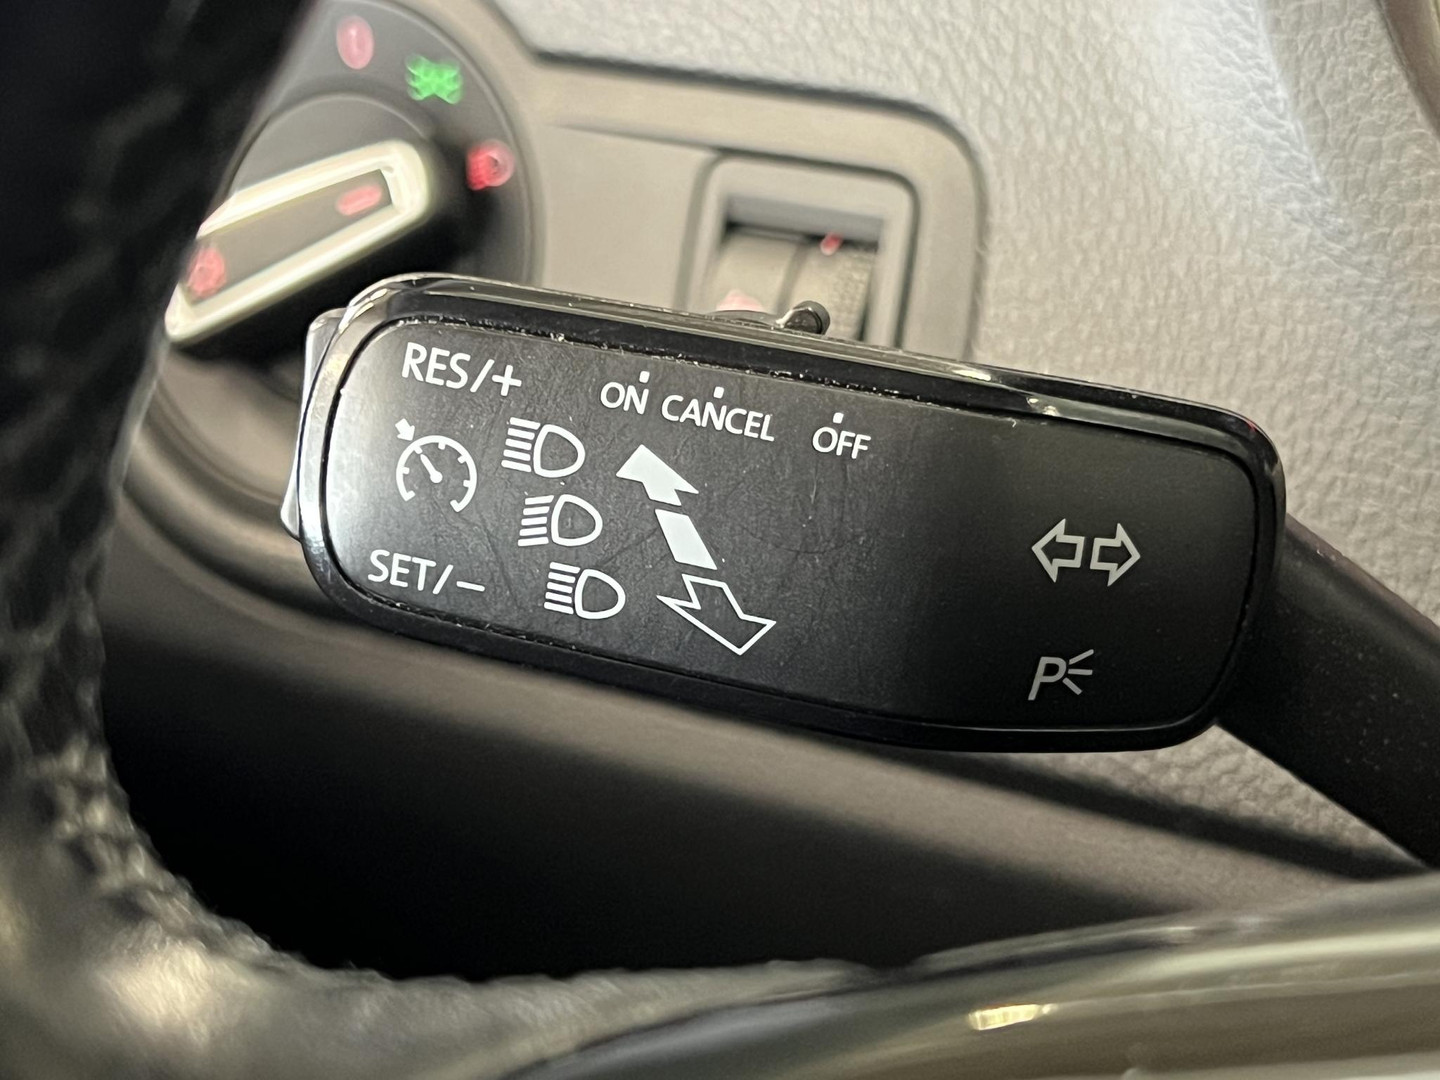 RES/+
ON CANCEL OFF
SET/−
P